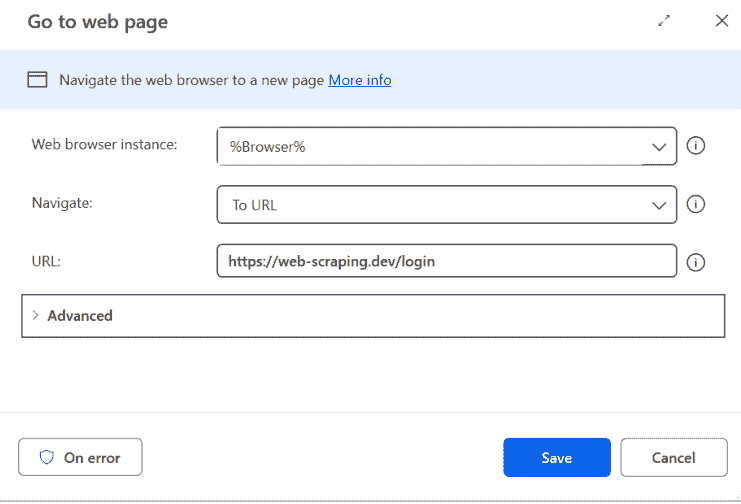 Go to web page
Navigate the web browser to a new page More info
Web browser instance: %Browser%
Navigate: To URL
URL: https://web-scraping.dev/login
Advanced
On error Save Cancel